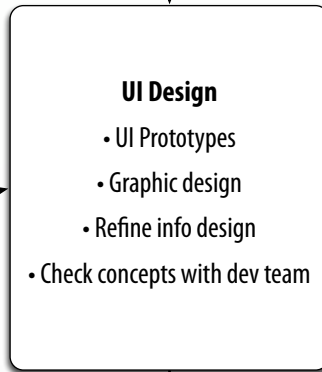 UI Design
• UI Prototypes
• Graphic design
• Refine info design
• Check concepts with dev team